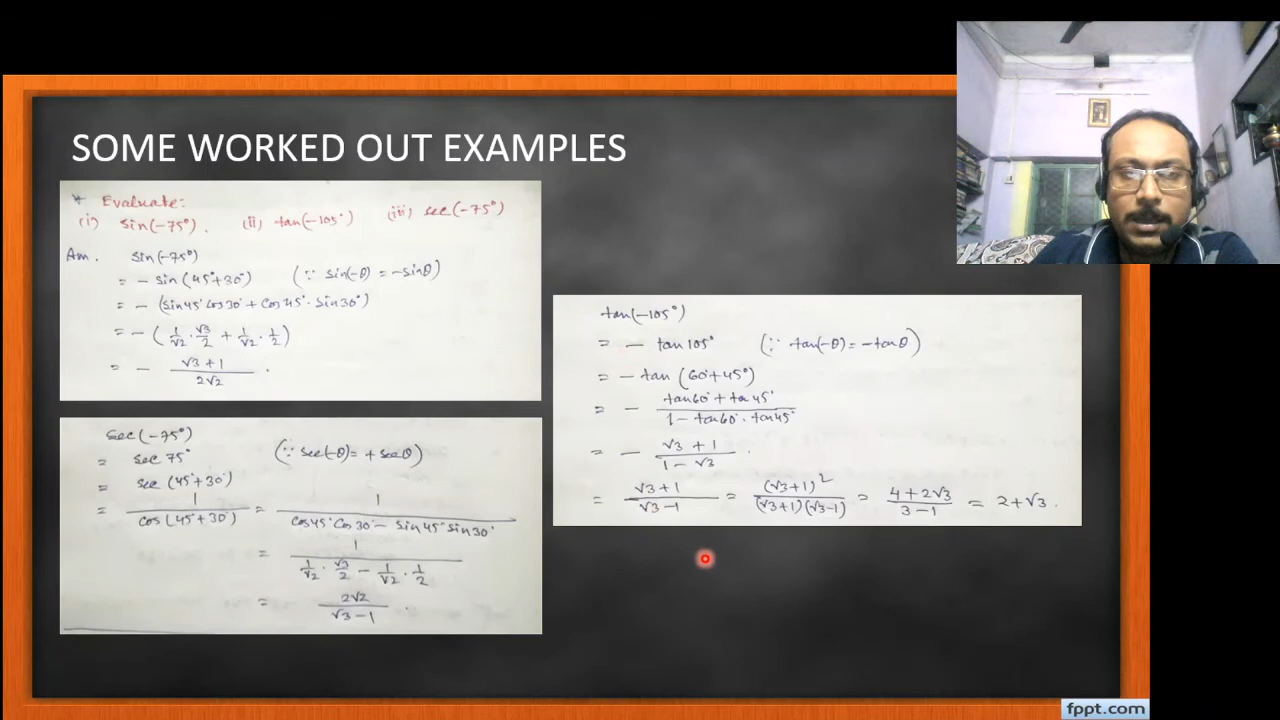 SOME WORKED OUT EXAMPLES
* Evaluate:
(i) sin(-75°). (ii) tan(-105°) (iii) sec(-75°)
Ans. sin(-75°)
= - sin(45°+30°) (∵ sin(-θ) = -sinθ)
= - (sin45° cos30° + cos45°. sin30°)
= - (1/√2 . √3/2 + 1/√2 . 1/2)
= - (√3 + 1)/(2√2) .
sec(-75°)
= sec 75° (∵ sec(-θ) = + secθ)
= sec (45°+30°)
= 1/cos(45°+30°) = 1/(cos45° cos30° - sin45° sin30°)
= 1/(1/√2 . √3/2 - 1/√2 . 1/2)
= 2√2/(√3-1) .
tan(-105°)
= - tan 105° (∵ tan(-θ) = -tanθ)
= - tan (60°+45°)
= - (tan60° + tan45°)/(1 - tan60° . tan45°)
= - (√3 + 1)/(1 - √3) .
= (√3+1)/(√3-1) = (√3+1)²/((√3+1)(√3-1)) = (4+2√3)/(3-1) = 2+√3 .
fppt.com